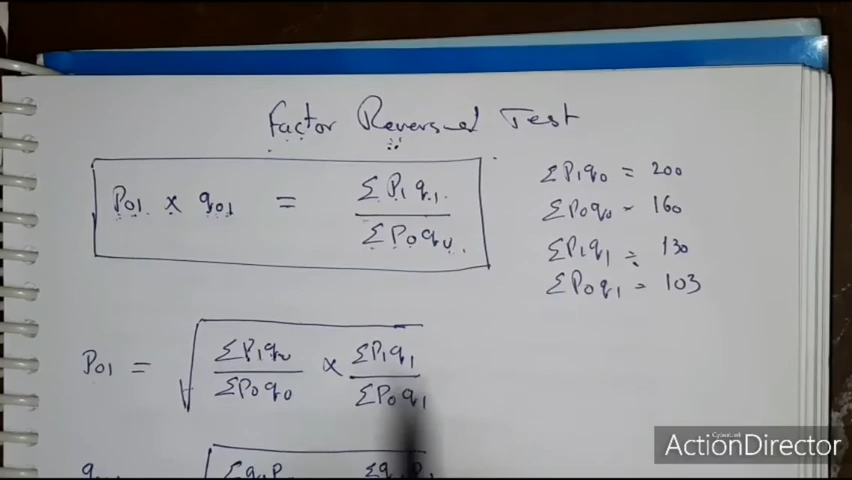 Factor Reversed Test
P01 x q01 = ΣP1q1 / ΣP0q0
ΣP1q0 = 200
ΣP0q0 - 160
ΣP1q1 = 130
ΣP0q1 = 103
P01 = √ ΣP1q0 / ΣP0q0 x ΣP1q1 / ΣP0q1
ActionDirector